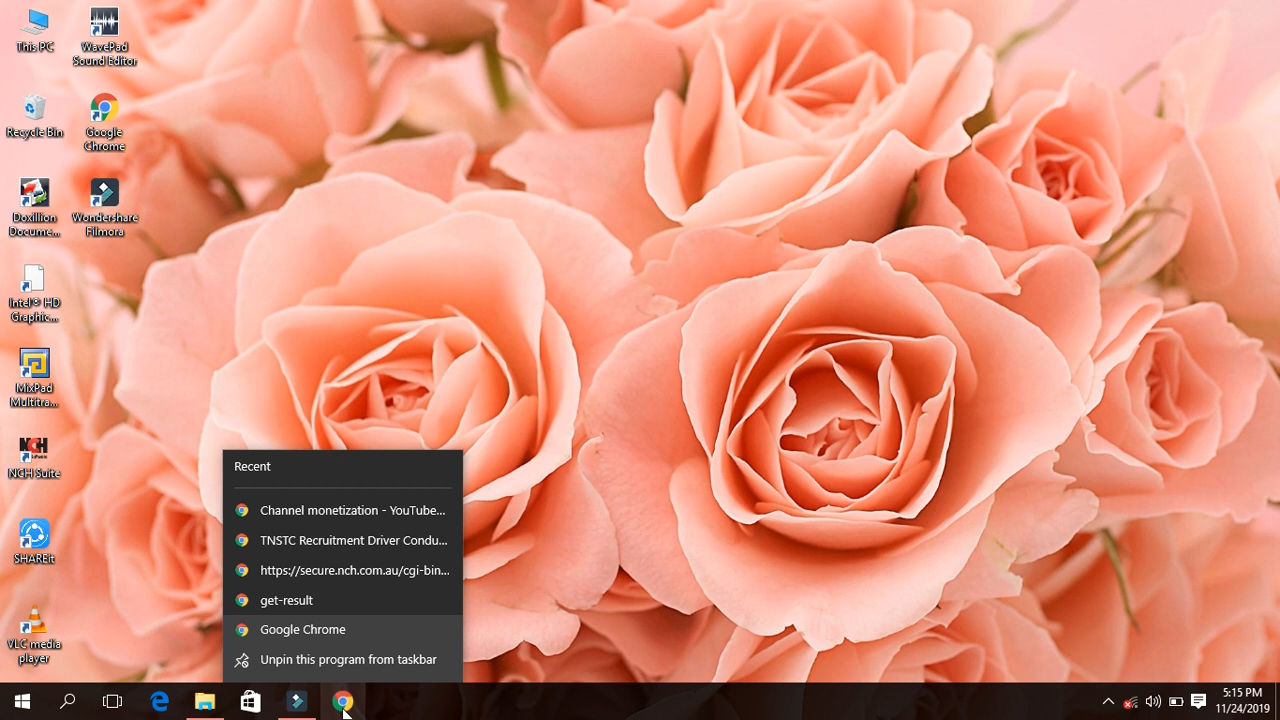 This PC
WavePad
Sound Editor
Recycle Bin
Google
Chrome
Doxillion
Docume...
Wondershare
Filmora
Intel® HD
Graphic...
MixPad
Multitra...
NCH
NCH Suite
SHAREit
VLC media
player
Recent
Channel monetization - YouTube...
TNSTC Recruitment Driver Condu...
https://secure.nch.com.au/cgi-bin...
get-result
Google Chrome
Unpin this program from taskbar
5:15 PM
11/24/2019